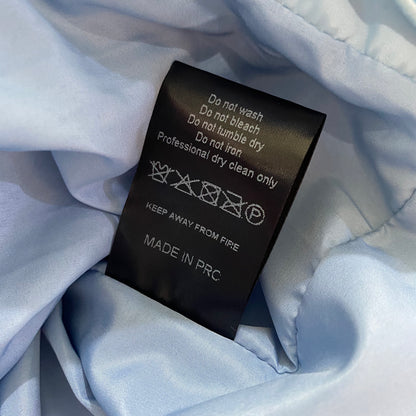 Do not wash
Do not bleach
Do not tumble dry
Do not iron
Professional dry clean only
P
KEEP AWAY FROM FIRE
MADE IN PRC